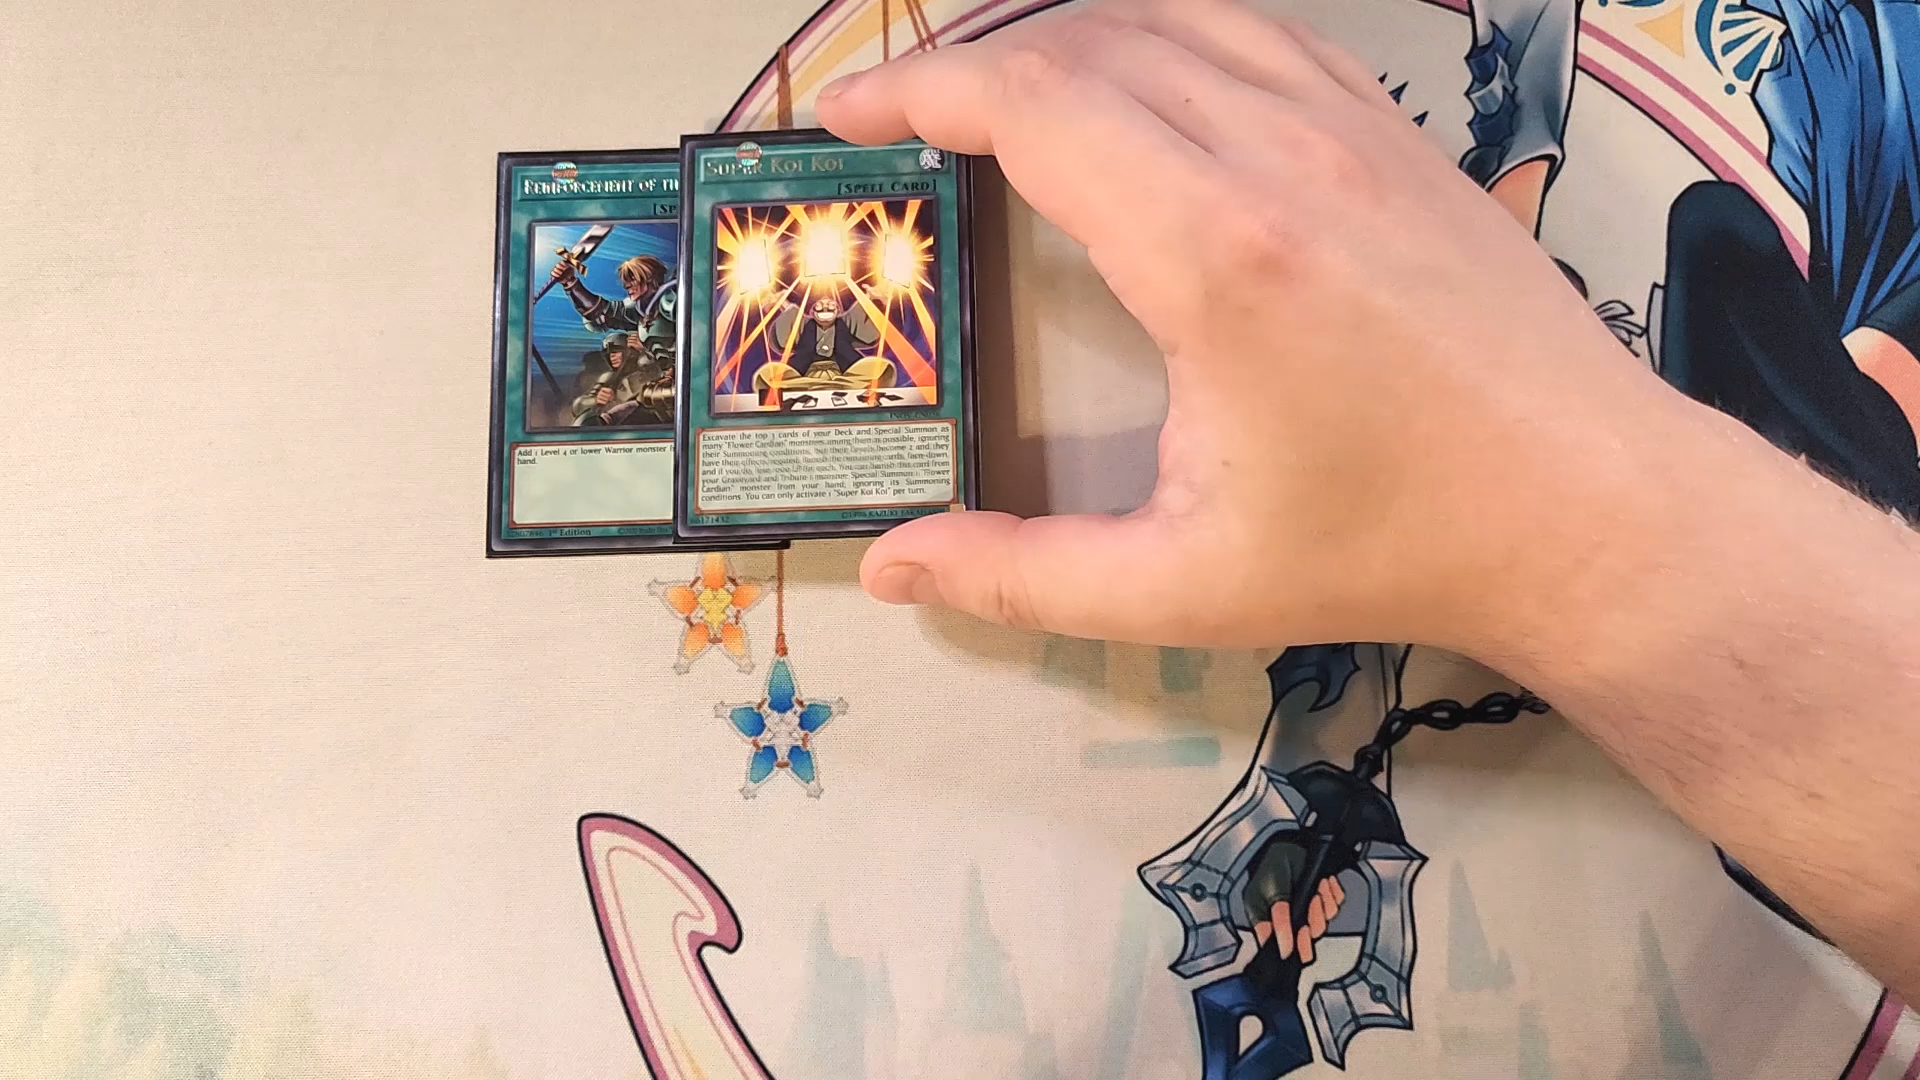 REINFORCEMENT OF TH
[SP
Add 1 Level 4 or lower Warrior monster f
hand.
1st Edition
SUPER KOI KOI
[SPELL CARD]
Escavate the top 3 cards of your Deck and Special Summon as
many "Flower Cardian" monsters among them as possible, ignoring
their Summoning conditions, but their Levels become 2 and they
have their effects negated. Banish the remaining cards, face-down,
and if you do, lose 1000 LP for each. You can banish this card from
your Graveyard and Tribute 1 monster; Special Summon 1 "Flower
Cardian" monster from your hand, ignoring its Summoning
conditions. You can only activate 1 "Super Koi Koi" per turn.
©1996 KAZUKI TAKAHASHI